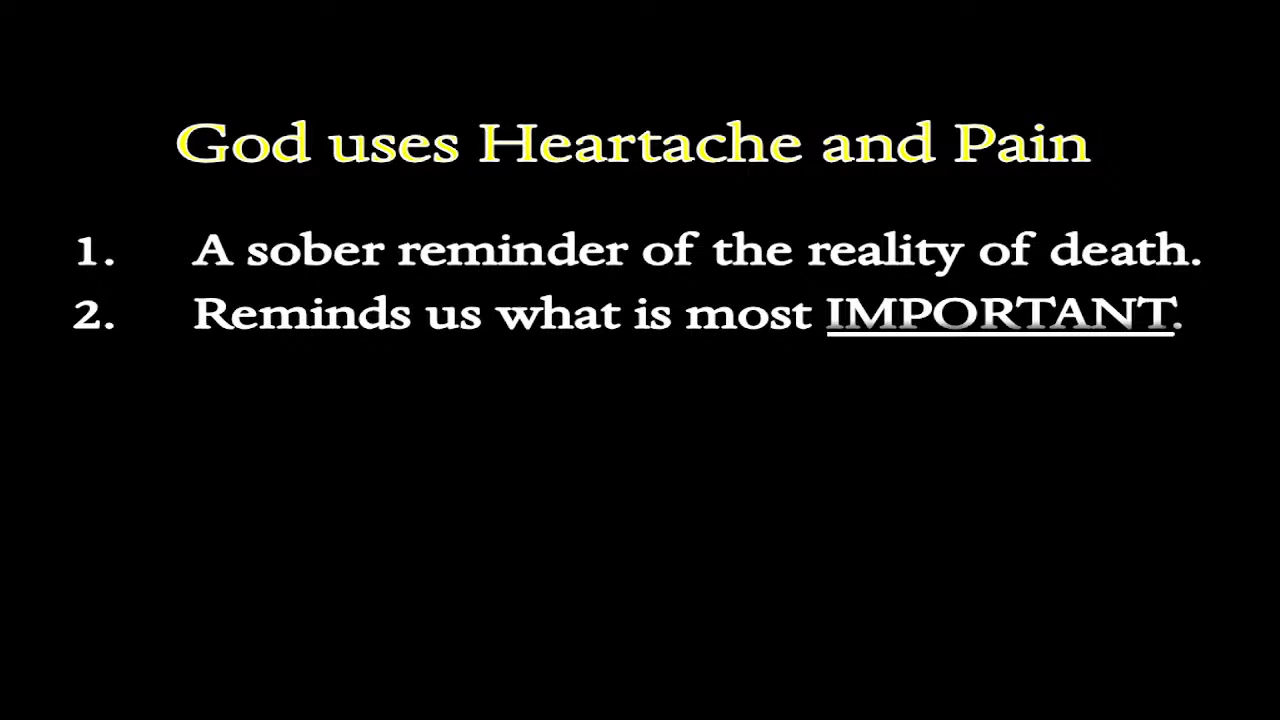 God uses Heartache and Pain
1. A sober reminder of the reality of death.
2. Reminds us what is most IMPORTANT.